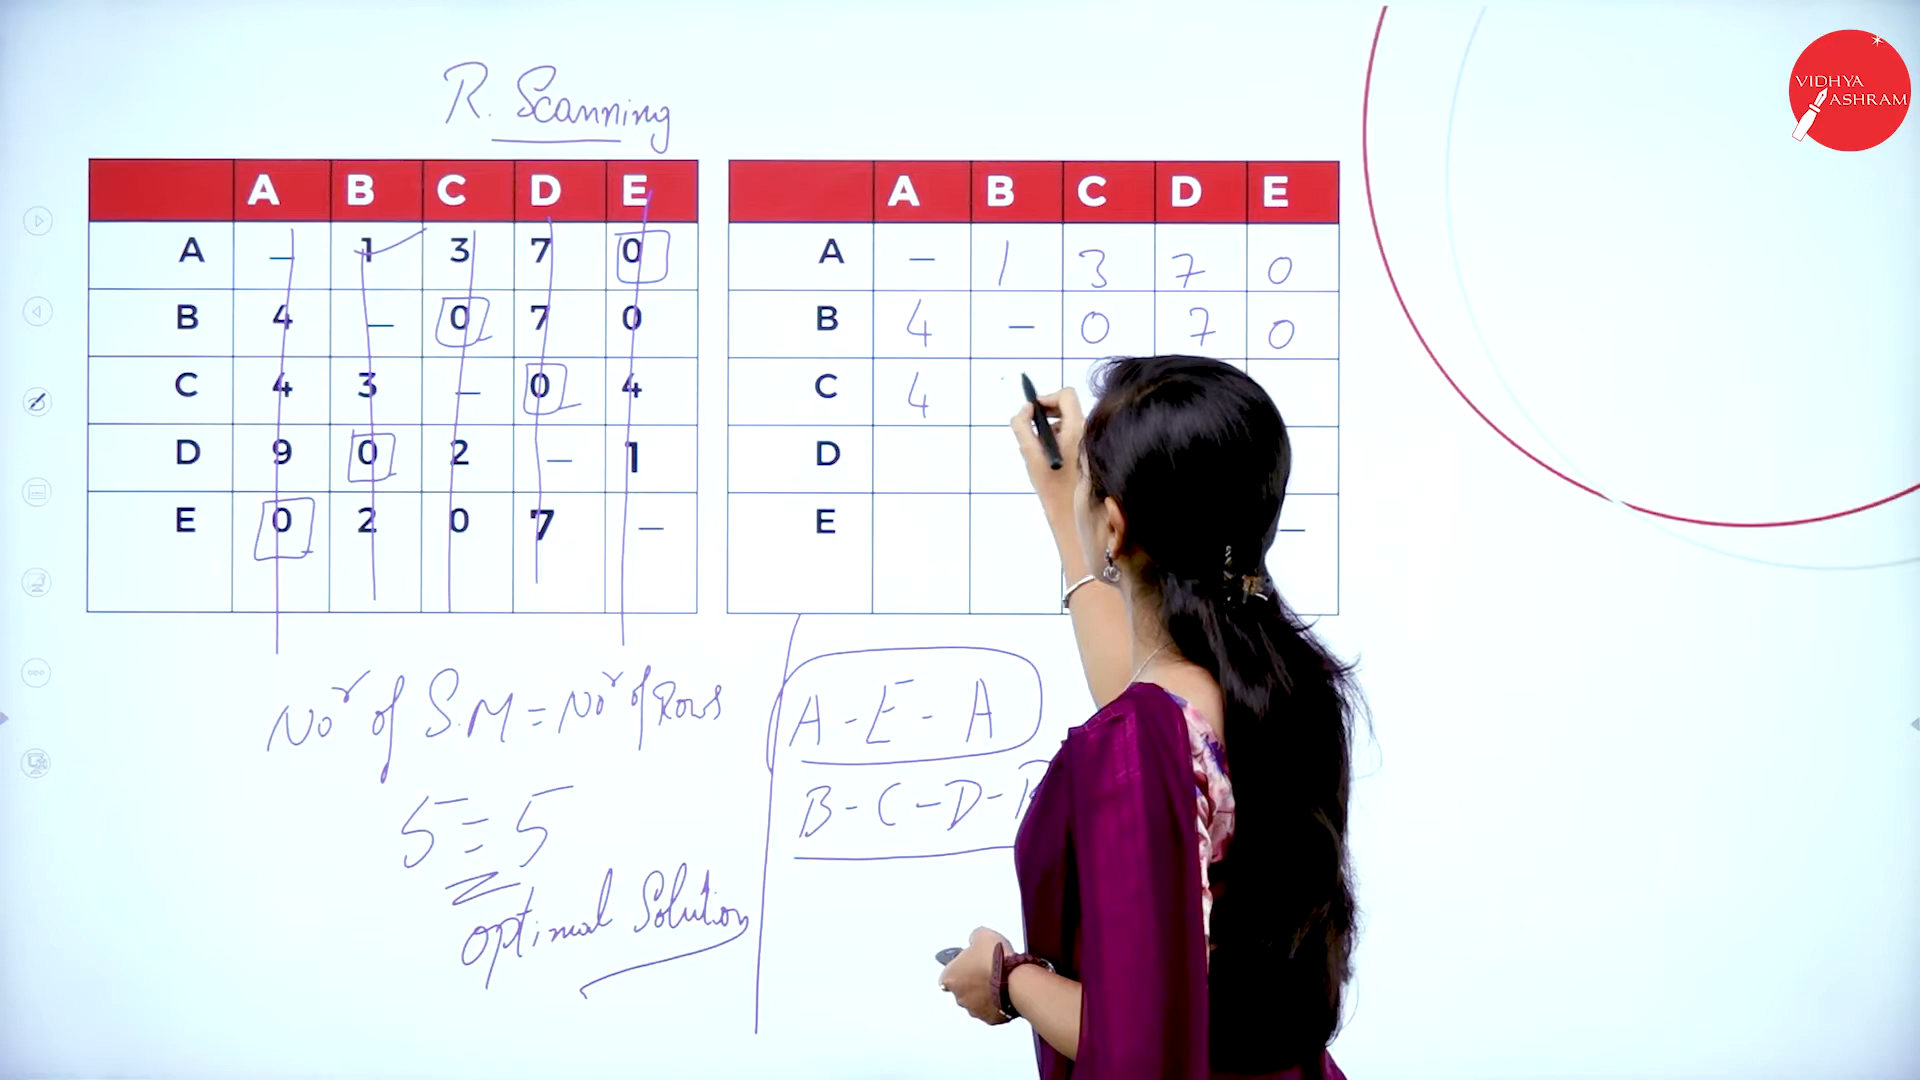 VIDHYA
ASHRAM
R. Scanning
A B C D E
A – 1 3 7 0
B 4 – 0 7 0
C 4 3 – 0 4
D 9 0 2 – 1
E 0 2 0 7 –
A B C D E
A – 1 3 7 0
B 4 – 0 7 0
C 4
D
E –
Nor of S.M = Nor of Rows
5 = 5
optimal Solution
A - E - A
B - C - D -